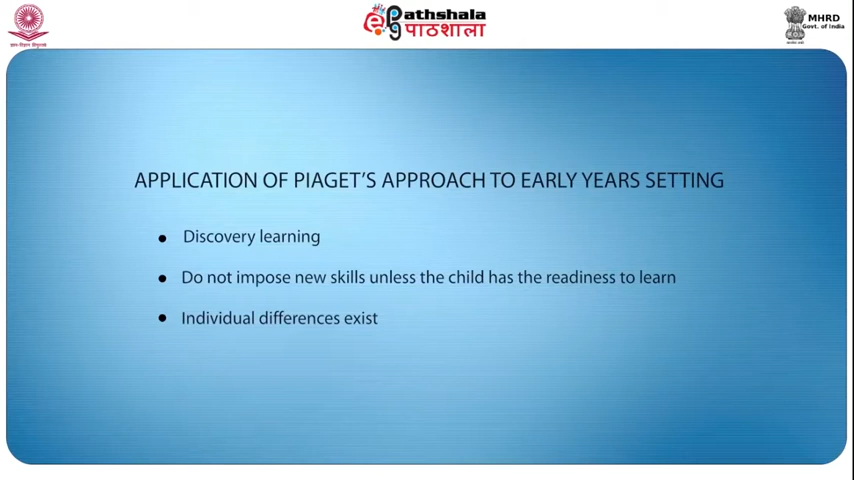 ePathshala
पाठशाला
MHRD
Govt. of India
APPLICATION OF PIAGET'S APPROACH TO EARLY YEARS SETTING
• Discovery learning
• Do not impose new skills unless the child has the readiness to learn
• Individual differences exist